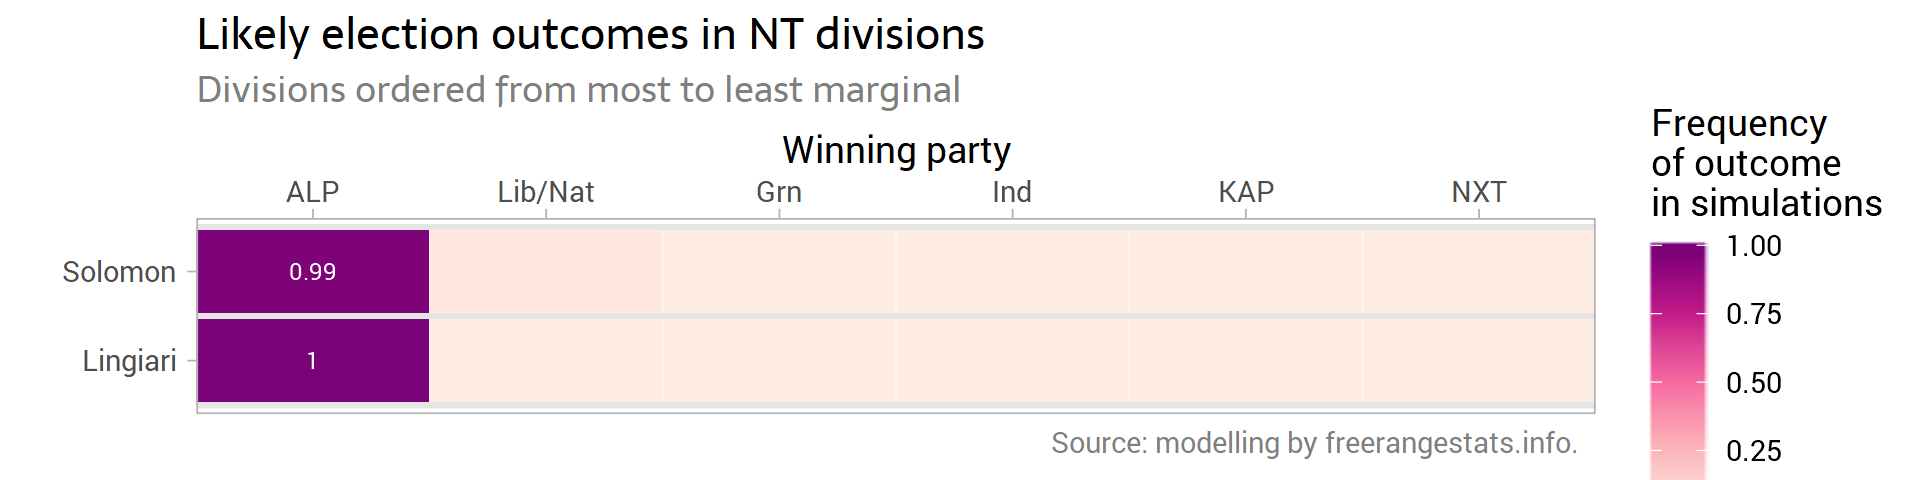 Likely election outcomes in NT divisions
Divisions ordered from most to least marginal
Winning party
ALP Lib/Nat Grn Ind KAP NXT
Solomon 0.99
Lingiari 1
Source: modelling by freerangestats.info.
Frequency
of outcome
in simulations
1.00
0.75
0.50
0.25